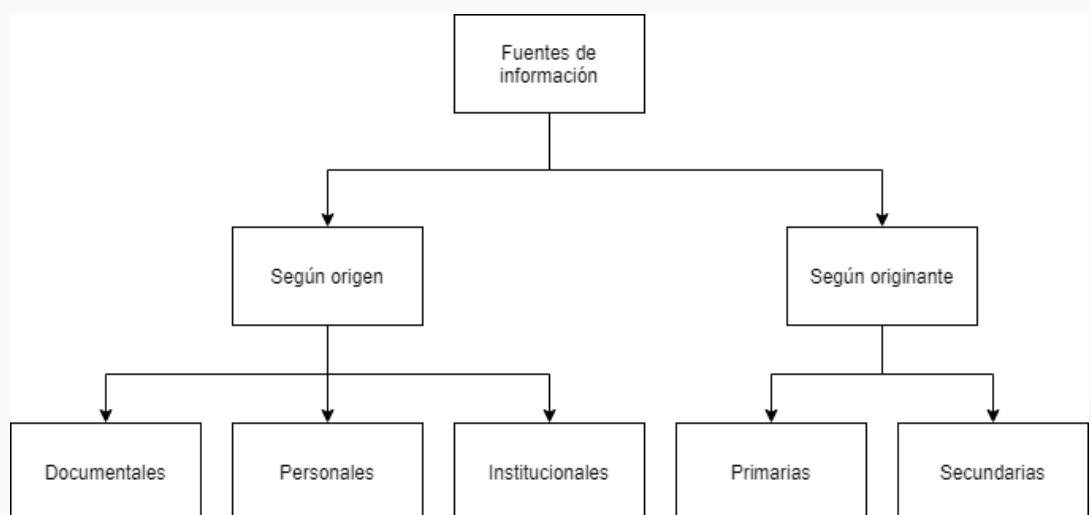 Fuentes de
información
Según origen
Según originante
Documentales
Personales
Institucionales
Primarias
Secundarias